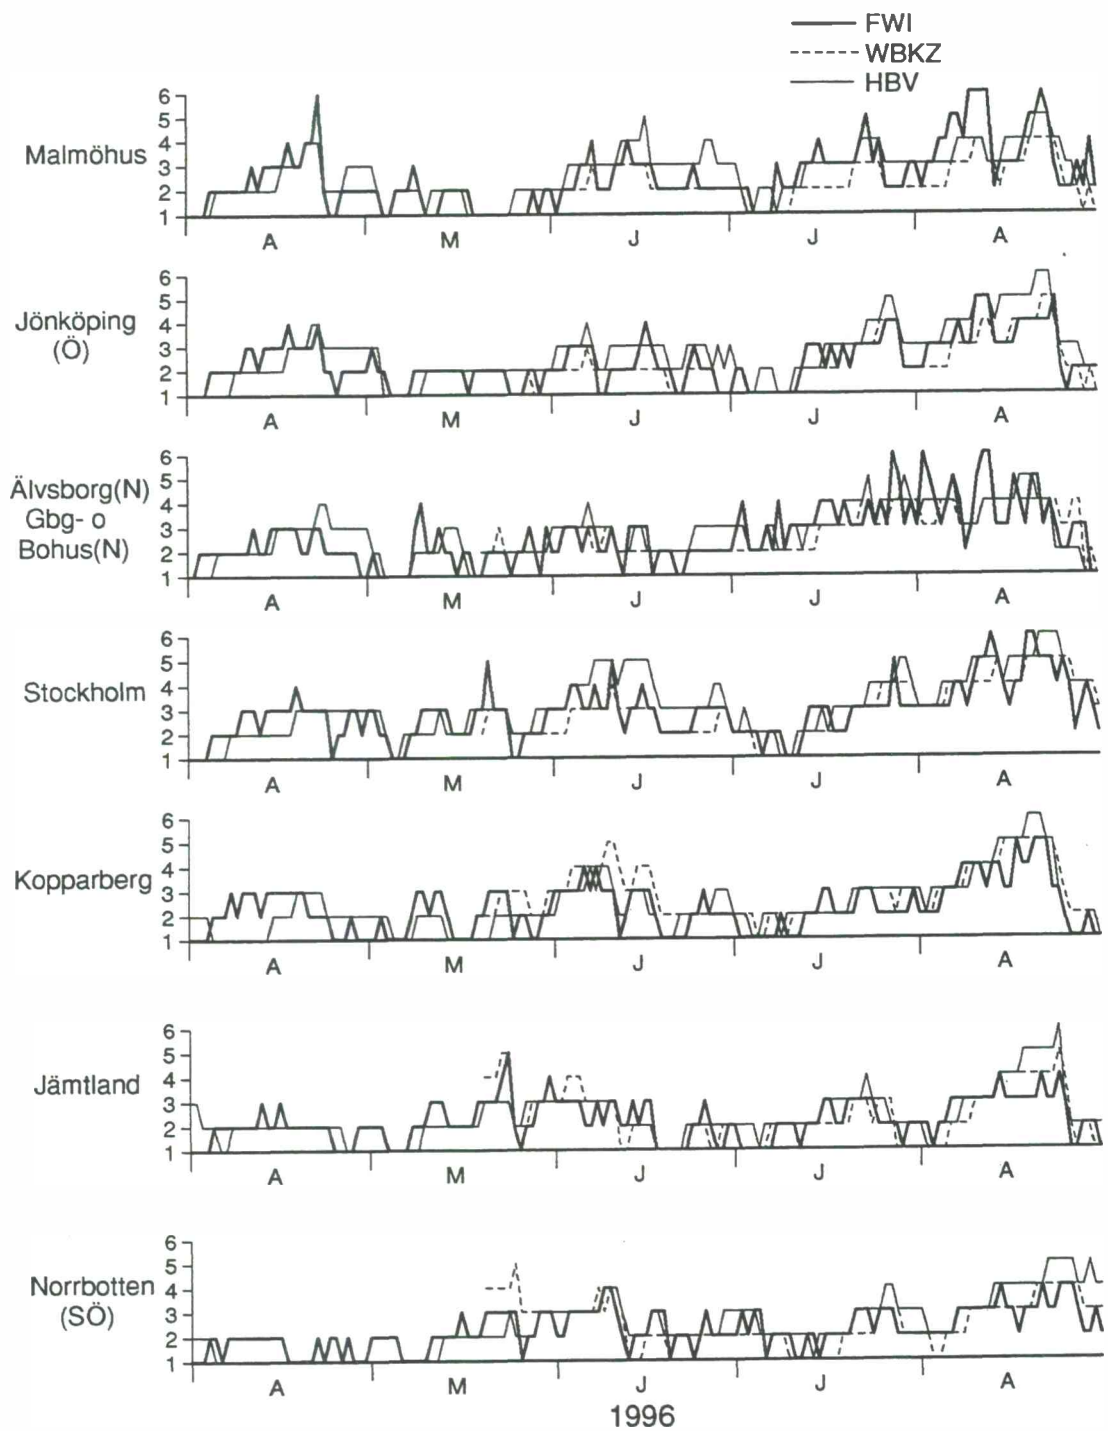 FWI
WBKZ
HBV
6
5
4
3
2
1
Malmöhus
A M J J A
6
5
4
3
2
1
Jönköping
(Ö)
A M J J A
6
5
4
3
2
1
Älvsborg(N)
Gbg- o
Bohus(N)
A M J J A
6
5
4
3
2
1
Stockholm
A M J J A
6
5
4
3
2
1
Kopparberg
A M J J A
6
5
4
3
2
1
Jämtland
A M J J A
6
5
4
3
2
1
Norrbotten
(SÖ)
A M J J A
1996